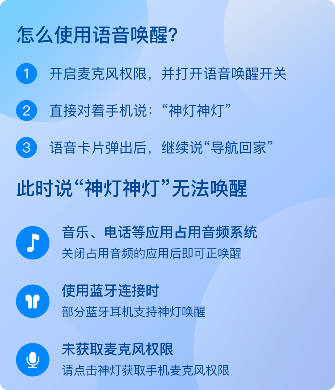 怎么使用语音唤醒?
1 开启麦克风权限，并打开语音唤醒开关
2 直接对着手机说：“神灯神灯”
3 语音卡片弹出后，继续说“导航回家”
此时说“神灯神灯”无法唤醒
音乐、电话等应用占用音频系统
关闭占用音频的应用后即可正唤醒
使用蓝牙连接时
部分蓝牙耳机支持神灯唤醒
未获取麦克风权限
请点击神灯获取手机麦克风权限